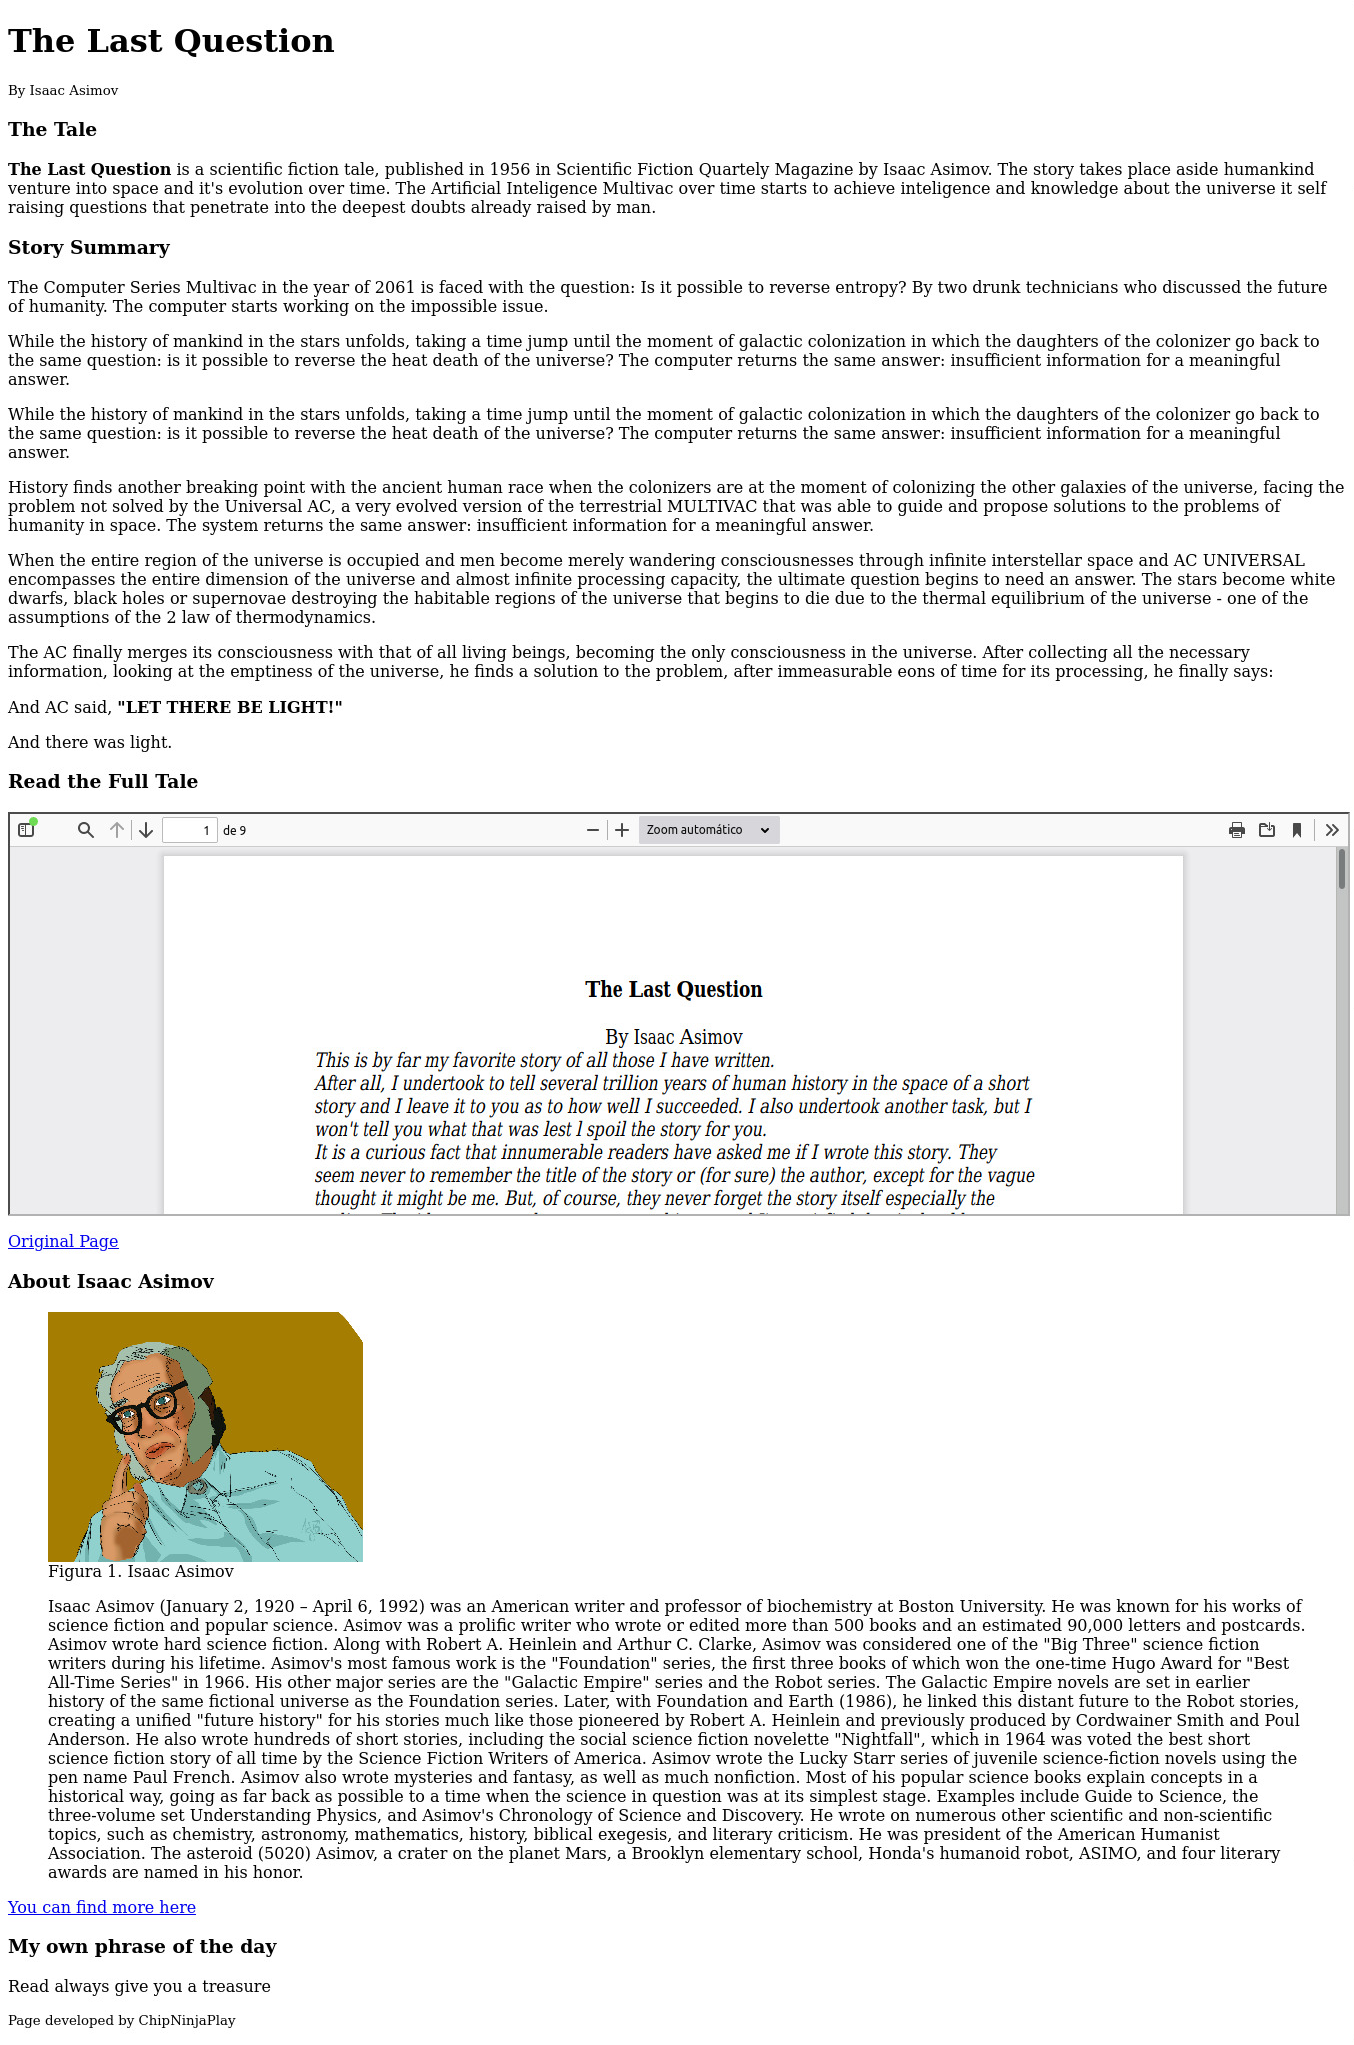 The Last Question
By Isaac Asimov
The Tale
The Last Question is a scientific fiction tale, published in 1956 in Scientific Fiction Quartely Magazine by Isaac Asimov. The story takes place aside humankind
venture into space and it's evolution over time. The Artificial Inteligence Multivac over time starts to achieve inteligence and knowledge about the universe it self
raising questions that penetrate into the deepest doubts already raised by man.
Story Summary
The Computer Series Multivac in the year of 2061 is faced with the question: Is it possible to reverse entropy? By two drunk technicians who discussed the future
of humanity. The computer starts working on the impossible issue.
While the history of mankind in the stars unfolds, taking a time jump until the moment of galactic colonization in which the daughters of the colonizer go back to
the same question: is it possible to reverse the heat death of the universe? The computer returns the same answer: insufficient information for a meaningful
answer.
While the history of mankind in the stars unfolds, taking a time jump until the moment of galactic colonization in which the daughters of the colonizer go back to
the same question: is it possible to reverse the heat death of the universe? The computer returns the same answer: insufficient information for a meaningful
answer.
History finds another breaking point with the ancient human race when the colonizers are at the moment of colonizing the other galaxies of the universe, facing the
problem not solved by the Universal AC, a very evolved version of the terrestrial MULTIVAC that was able to guide and propose solutions to the problems of
humanity in space. The system returns the same answer: insufficient information for a meaningful answer.
When the entire region of the universe is occupied and men become merely wandering consciousnesses through infinite interstellar space and AC UNIVERSAL
encompasses the entire dimension of the universe and almost infinite processing capacity, the ultimate question begins to need an answer. The stars become white
dwarfs, black holes or supernovae destroying the habitable regions of the universe that begins to die due to the thermal equilibrium of the universe - one of the
assumptions of the 2 law of thermodynamics.
The AC finally merges its consciousness with that of all living beings, becoming the only consciousness in the universe. After collecting all the necessary
information, looking at the emptiness of the universe, he finds a solution to the problem, after immeasurable eons of time for its processing, he finally says:
And AC said, "LET THERE BE LIGHT!"
And there was light.
Read the Full Tale
1 de 9 Zoom automático
The Last Question
By Isaac Asimov
This is by far my favorite story of all those I have written.
After all, I undertook to tell several trillion years of human history in the space of a short
story and I leave it to you as to how well I succeeded. I also undertook another task, but I
won't tell you what that was lest l spoil the story for you.
It is a curious fact that innumerable readers have asked me if I wrote this story. They
seem never to remember the title of the story or (for sure) the author, except for the vague
thought it might be me. But, of course, they never forget the story itself especially the
Original Page
About Isaac Asimov
Figura 1. Isaac Asimov
Isaac Asimov (January 2, 1920 – April 6, 1992) was an American writer and professor of biochemistry at Boston University. He was known for his works of
science fiction and popular science. Asimov was a prolific writer who wrote or edited more than 500 books and an estimated 90,000 letters and postcards.
Asimov wrote hard science fiction. Along with Robert A. Heinlein and Arthur C. Clarke, Asimov was considered one of the "Big Three" science fiction
writers during his lifetime. Asimov's most famous work is the "Foundation" series, the first three books of which won the one-time Hugo Award for "Best
All-Time Series" in 1966. His other major series are the "Galactic Empire" series and the Robot series. The Galactic Empire novels are set in earlier
history of the same fictional universe as the Foundation series. Later, with Foundation and Earth (1986), he linked this distant future to the Robot stories,
creating a unified "future history" for his stories much like those pioneered by Robert A. Heinlein and previously produced by Cordwainer Smith and Poul
Anderson. He also wrote hundreds of short stories, including the social science fiction novelette "Nightfall", which in 1964 was voted the best short
science fiction story of all time by the Science Fiction Writers of America. Asimov wrote the Lucky Starr series of juvenile science-fiction novels using the
pen name Paul French. Asimov also wrote mysteries and fantasy, as well as much nonfiction. Most of his popular science books explain concepts in a
historical way, going as far back as possible to a time when the science in question was at its simplest stage. Examples include Guide to Science, the
three-volume set Understanding Physics, and Asimov's Chronology of Science and Discovery. He wrote on numerous other scientific and non-scientific
topics, such as chemistry, astronomy, mathematics, history, biblical exegesis, and literary criticism. He was president of the American Humanist
Association. The asteroid (5020) Asimov, a crater on the planet Mars, a Brooklyn elementary school, Honda's humanoid robot, ASIMO, and four literary
awards are named in his honor.
You can find more here
My own phrase of the day
Read always give you a treasure
Page developed by ChipNinjaPlay